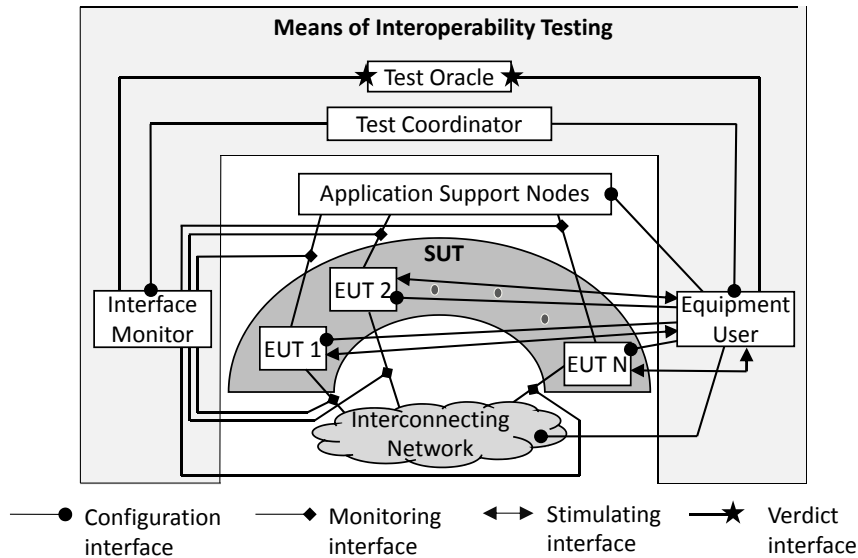 Means of Interoperability Testing
Test Oracle
Test Coordinator
Application Support Nodes
SUT
EUT 2
Interface
Monitor
Equipment
User
EUT 1
EUT N
Interconnecting
Network
Configuration
interface
Monitoring
interface
Stimulating
interface
Verdict
interface